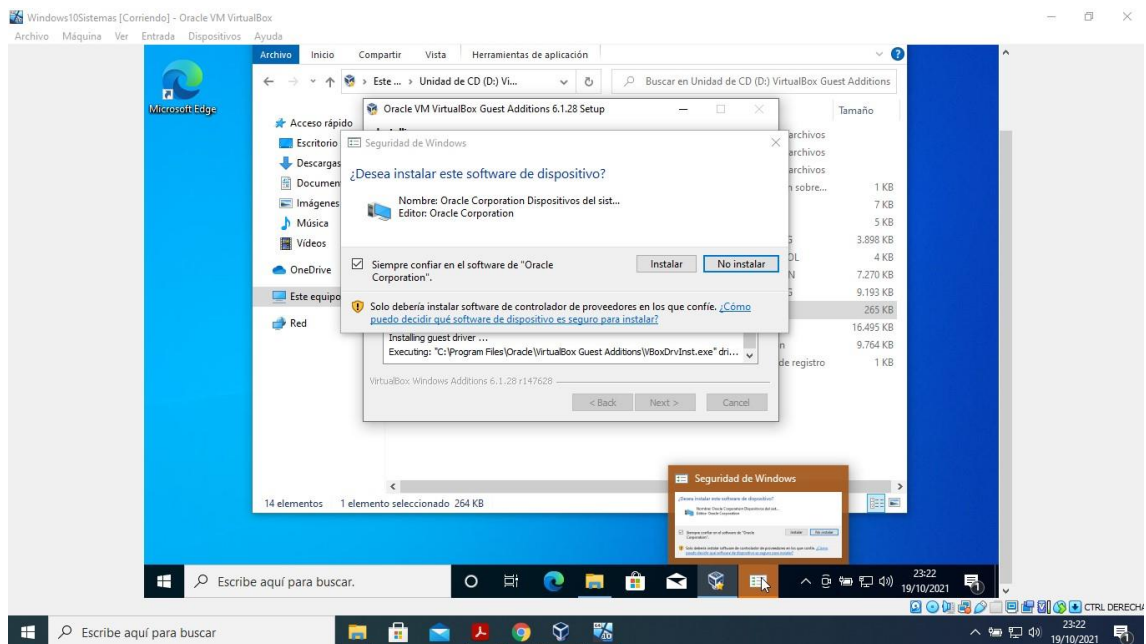 Windows10Sistemas [Corriendo] - Oracle VM VirtualBox
Archivo Máquina Ver Entrada Dispositivos Ayuda
Archivo Inicio Compartir Vista Herramientas de aplicación
Este ... > Unidad de CD (D:) Vi... Buscar en Unidad de CD (D:) VirtualBox Guest Additions
Microsoft Edge
Oracle VM VirtualBox Guest Additions 6.1.28 Setup
Tamaño
Acceso rápido
Escritorio
Descargas
Imágenes
Música
Vídeos
OneDrive
Este equipo
Red
Seguridad de Windows
¿Desea instalar este software de dispositivo?
Nombre: Oracle Corporation Dispositivos del sist...
Editor: Oracle Corporation
Siempre confiar en el software de "Oracle
Corporation".
Instalar No instalar
Solo debería instalar software de controlador de proveedores en los que confíe. ¿Cómo
puedo decidir qué software de dispositivo es seguro para instalar?
archivos
archivos
archivos
sobre... 1 KB
7 KB
5 KB
3.898 KB
4 KB
7.270 KB
9.193 KB
265 KB
16.495 KB
9.764 KB
de registro 1 KB
Installing guest driver ...
Executing: "C:\Program Files\Oracle\VirtualBox Guest Additions\VBoxDrvInst.exe" dri...
VirtualBox Windows Additions 6.1.28 r147628
< Back Next > Cancel
14 elementos 1 elemento seleccionado 264 KB
Seguridad de Windows
¿Desea instalar este software de dispositivo?
Escribe aquí para buscar.
23:22
19/10/2021
CTRL DERECHA
Escribe aquí para buscar
23:22
19/10/2021